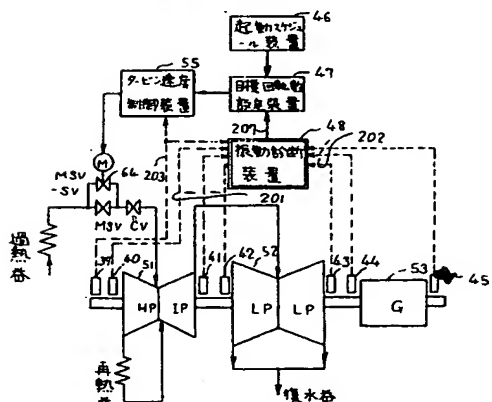 46
起動スケジュ
ール装置
55
47
タービン速度
制御装置
目標回転数
設定装置
207
48
振動診断
装置
202
M
64
MSV
-SV
203
201
MSV
CV
過熱器
39
40
51
41
42
52
43
44
53
45
HP
IP
LP
LP
G
再熱器
復水器